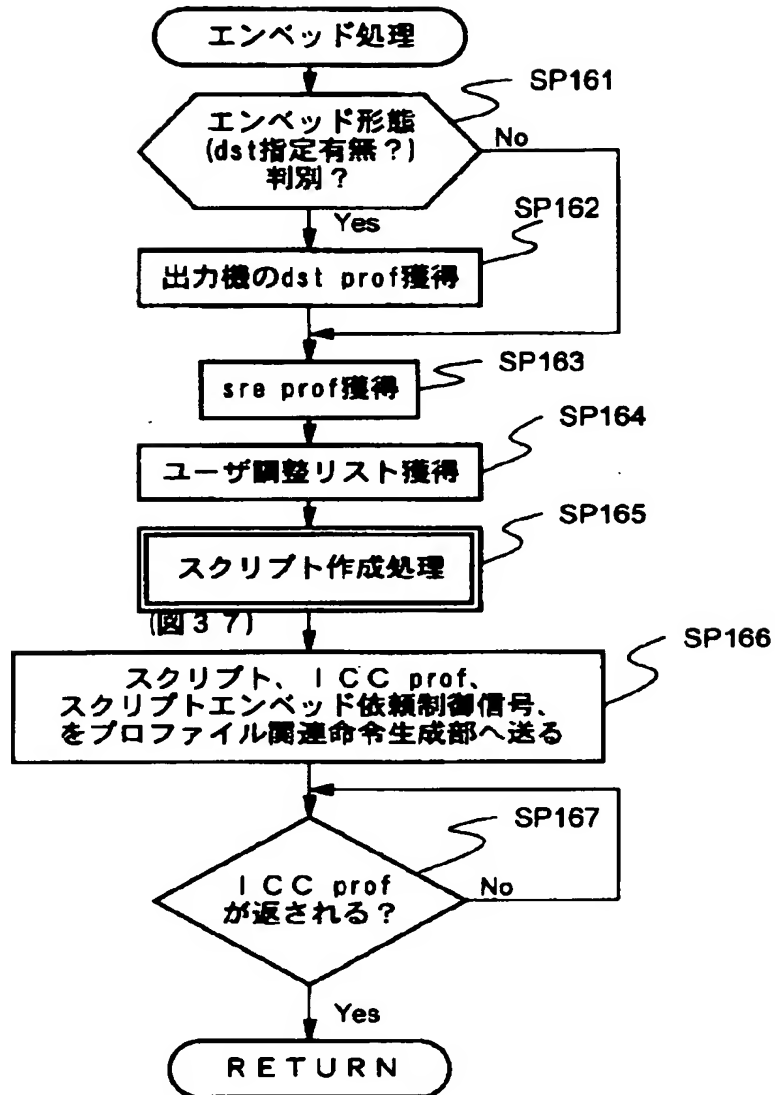 エンベッド処理
SP161
エンベッド形態
(dst指定有無？)
判別？
No
Yes
SP162
出力機のdst prof獲得
SP163
sre prof獲得
SP164
ユーザ調整リスト獲得
SP165
スクリプト作成処理
(図３７)
SP166
スクリプト、ＩＣＣ prof、
スクリプトエンベッド依頼制御信号、
をプロファイル関連命令生成部へ送る
SP167
ＩＣＣ prof
が返される？
No
Yes
ＲＥＴＵＲＮ